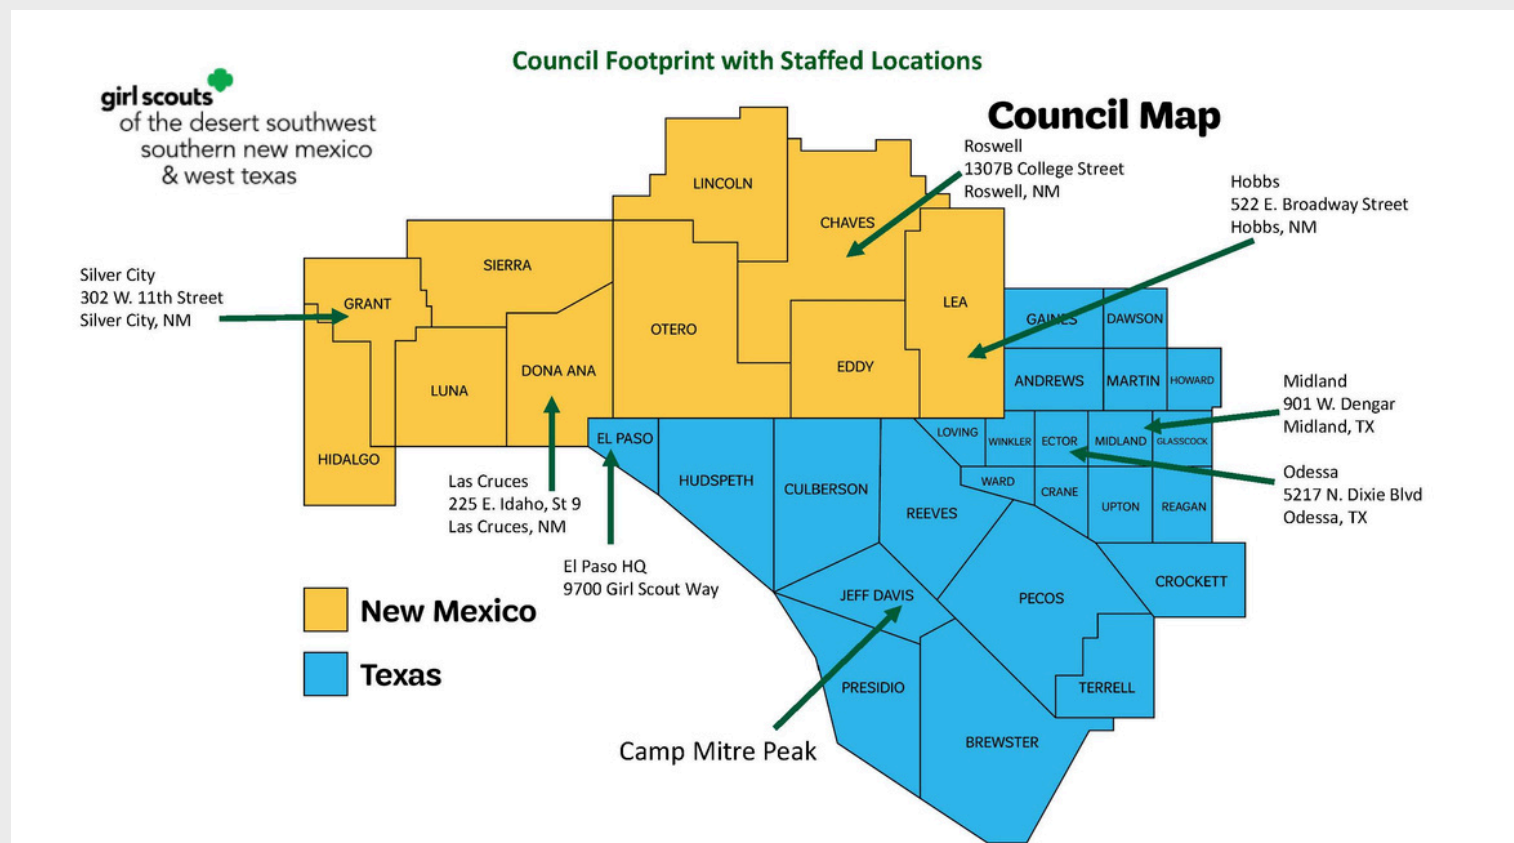 Council Footprint with Staffed Locations
girl scouts
of the desert southwest
southern new mexico
& west texas
Council Map
Roswell
1307B College Street
Roswell, NM
Hobbs
522 E. Broadway Street
Hobbs, NM
LINCOLN
CHAVES
SIERRA
Silver City
302 W. 11th Street
Silver City, NM
GRANT
OTERO
LEA
GAINES
DAWSON
EDDY
DONA ANA
LUNA
ANDREWS
MARTIN
HOWARD
Midland
901 W. Dengar
Midland, TX
HIDALGO
EL PASO
HUDSPETH
CULBERSON
LOVING
WINKLER
ECTOR
MIDLAND
GLASSCOCK
Las Cruces
225 E. Idaho, St 9
Las Cruces, NM
REEVES
WARD
CRANE
UPTON
REAGAN
Odessa
5217 N. Dixie Blvd
Odessa, TX
El Paso HQ
9700 Girl Scout Way
JEFF DAVIS
PECOS
CROCKETT
New Mexico
Texas
PRESIDIO
TERRELL
BREWSTER
Camp Mitre Peak